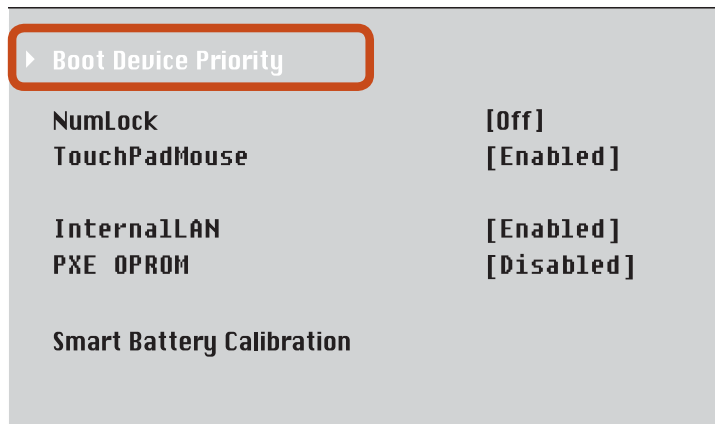 Boot Device Priority
NumLock [Off]
TouchPadMouse [Enabled]
InternalLAN [Enabled]
PXE OPROM [Disabled]
Smart Battery Calibration